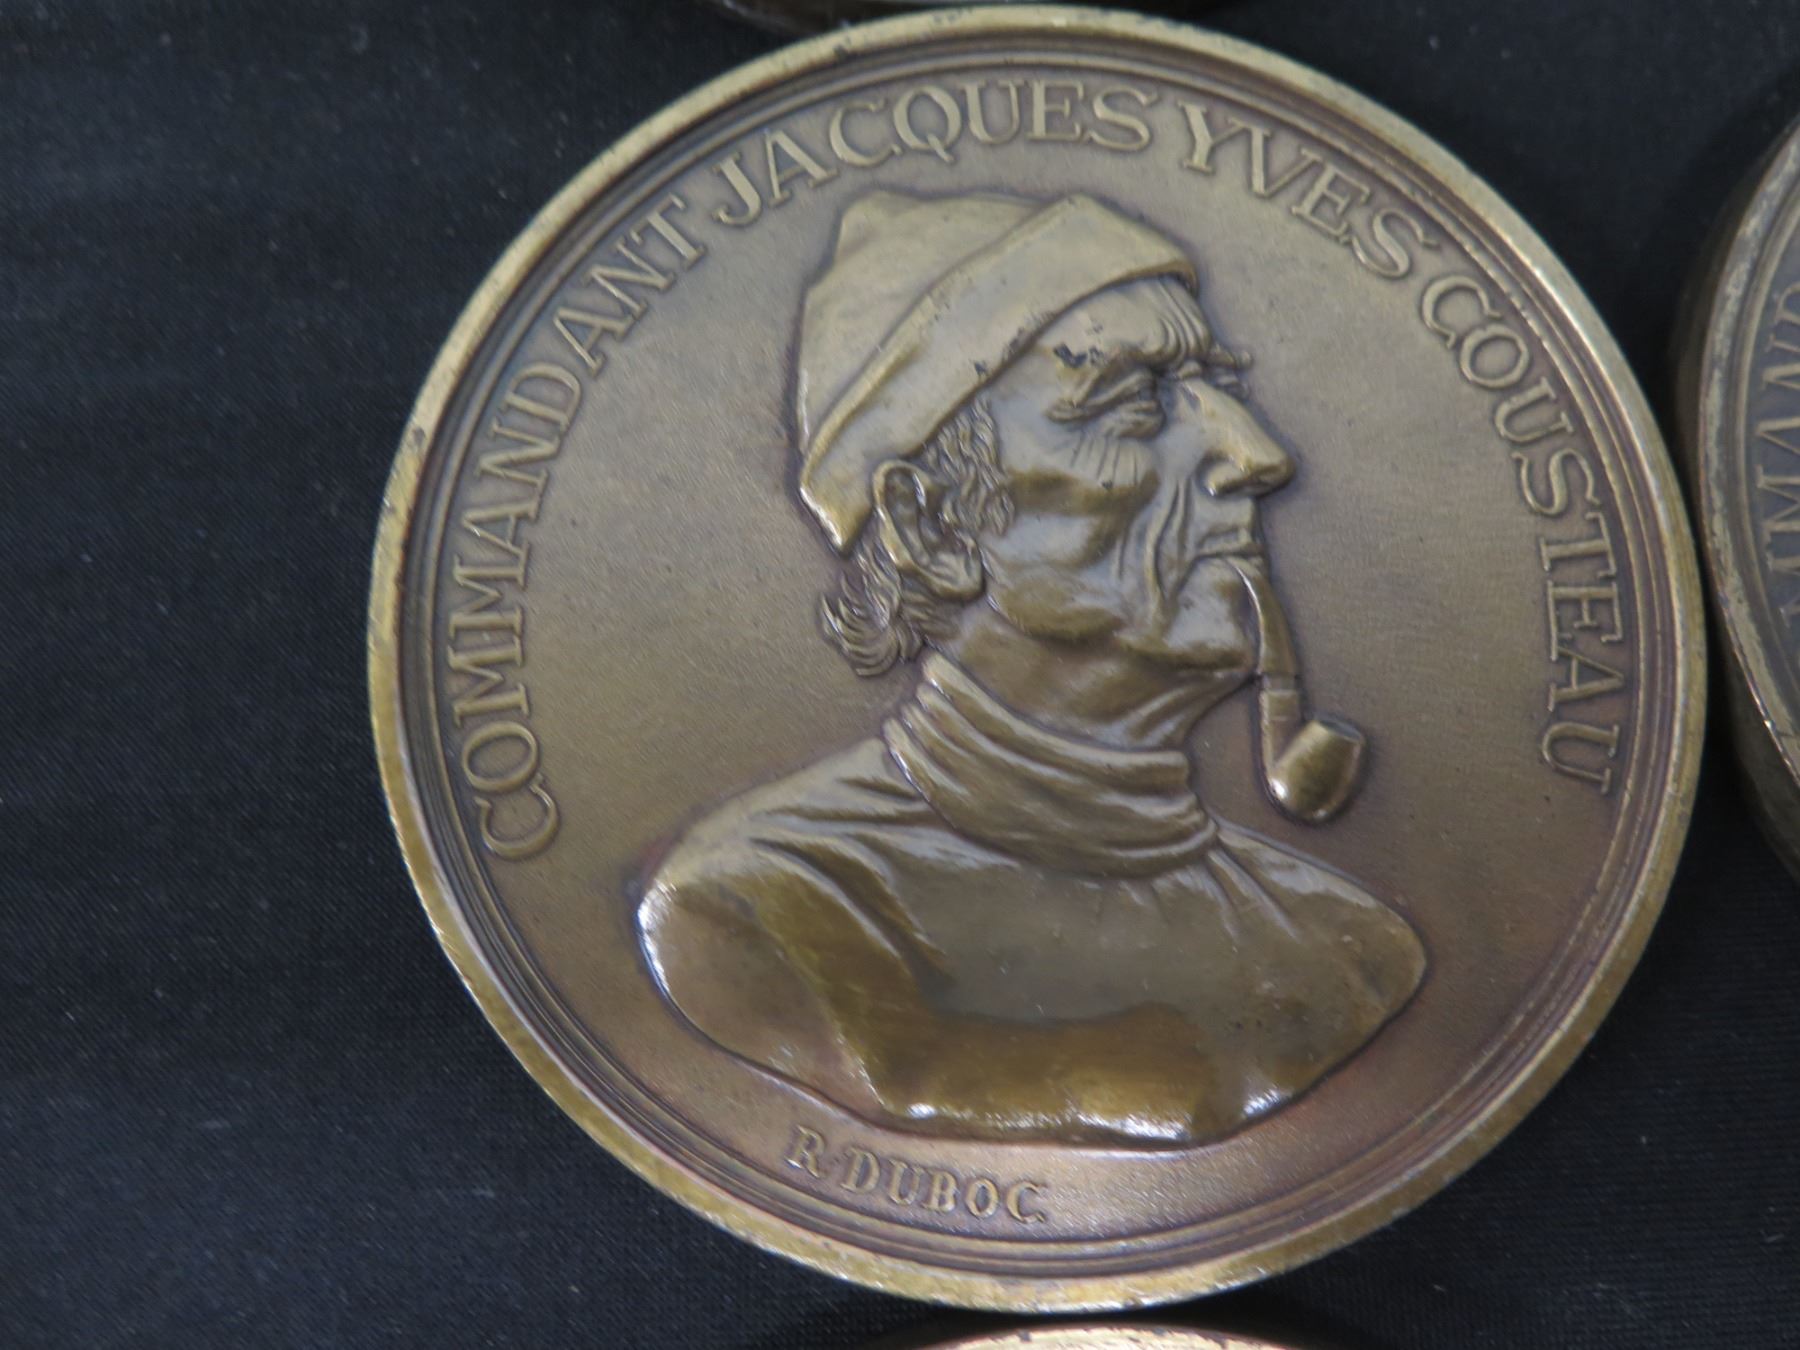 COMMANDANT JACQUES YVES COUSTEAU
R. DUBOC